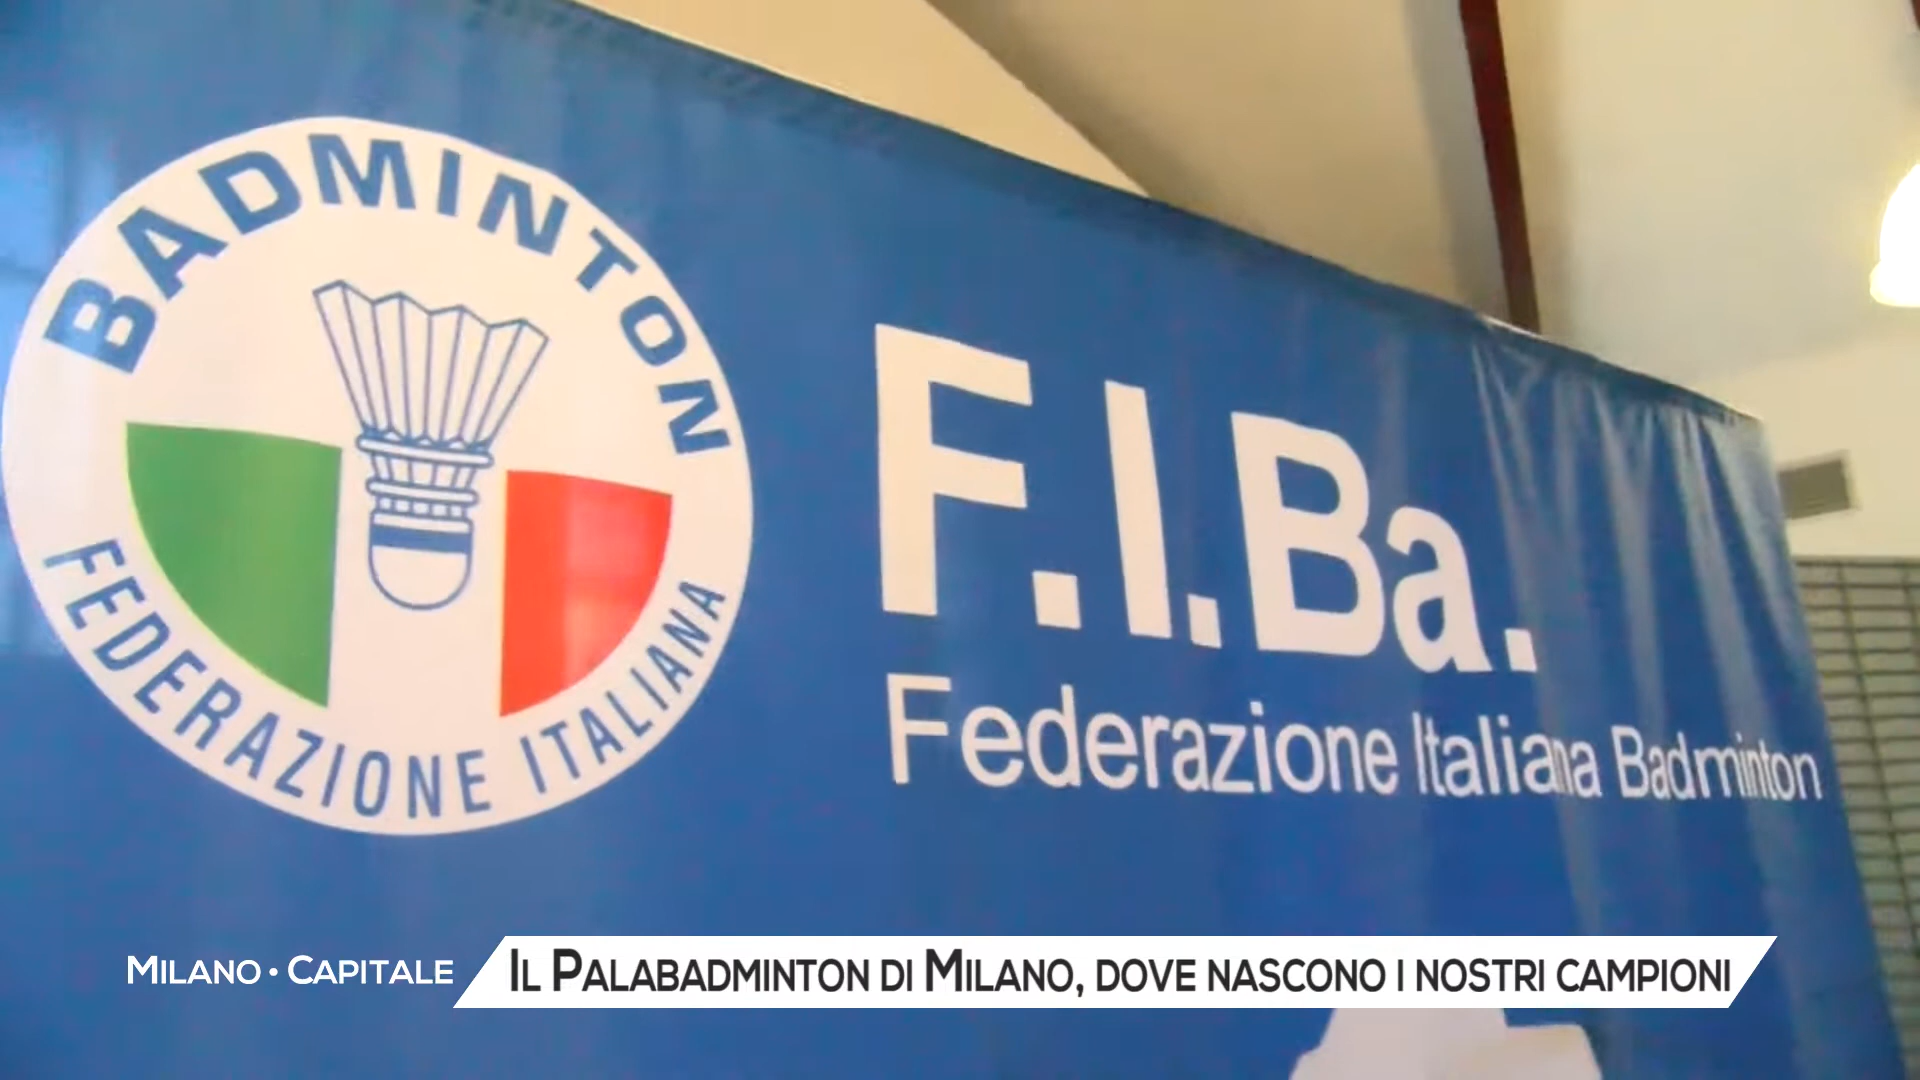 BADMINTON
FEDERAZIONE ITALIANA
F.I.Ba.
Federazione Italiana Badminton
MILANO • CAPITALE
IL PALABADMINTON DI MILANO, DOVE NASCONO I NOSTRI CAMPIONI